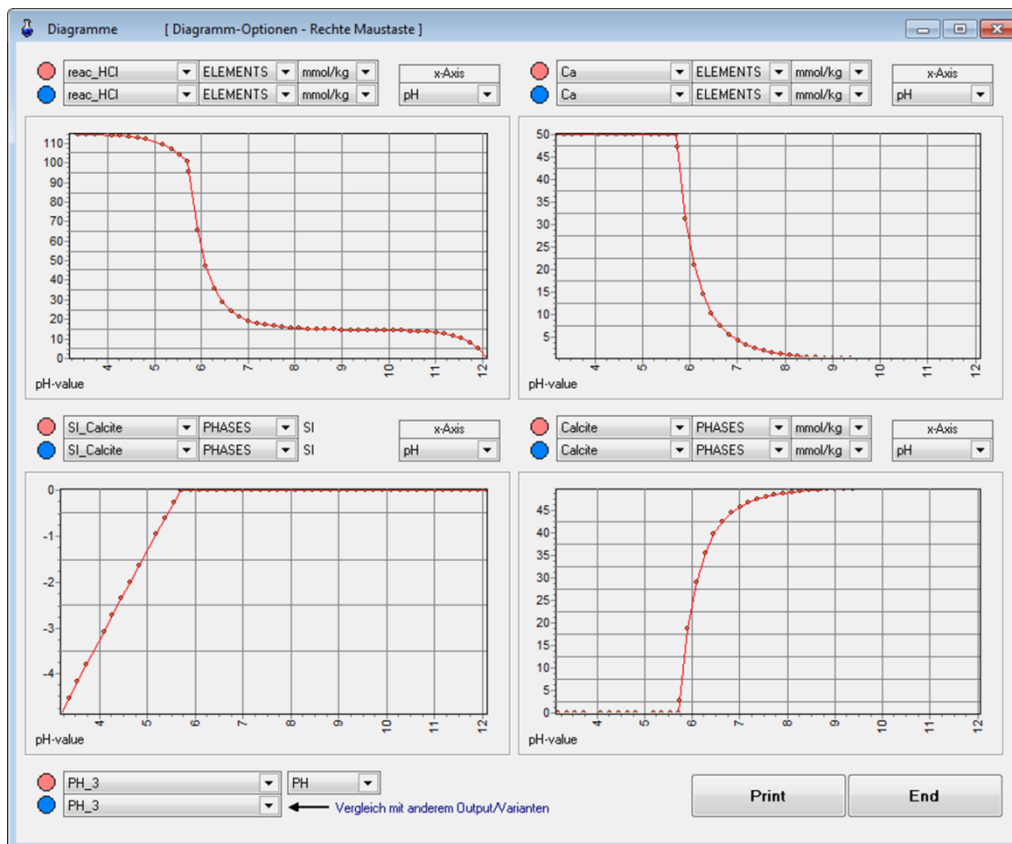 Diagramme [ Diagramm-Optionen - Rechte Maustaste ]
reac_HCl ELEMENTS mmol/kg x-Axis
reac_HCl ELEMENTS mmol/kg pH
Ca ELEMENTS mmol/kg x-Axis
Ca ELEMENTS mmol/kg pH
110
100
90
80
70
60
50
40
30
20
10
0
4 5 6 7 8 9 10 11 12
pH-value
50
45
40
35
30
25
20
15
10
5
4 5 6 7 8 9 10 11 12
pH-value
SI_Calcite PHASES SI x-Axis
SI_Calcite PHASES SI pH
Calcite PHASES mmol/kg x-Axis
Calcite PHASES mmol/kg pH
0
-1
-2
-3
-4
4 5 6 7 8 9 10 11 12
pH-value
45
40
35
30
25
20
15
10
5
0
4 5 6 7 8 9 10 11 12
pH-value
PH_3 PH
PH_3 Vergleich mit anderem Output/Varianten
Print End